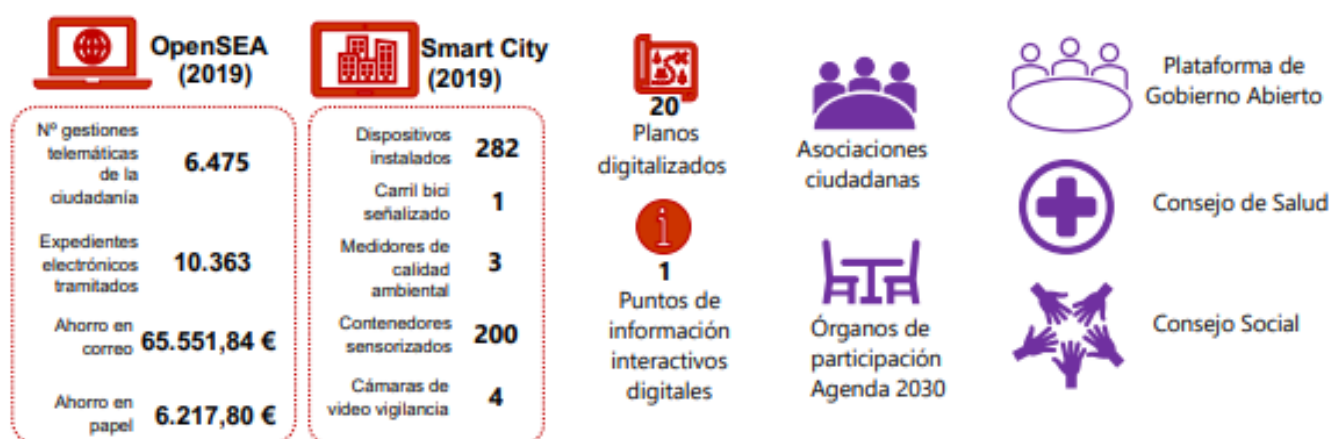 OpenSEA
(2019)
Nº gestiones
telemáticas
de la
ciudadanía
6.475
Expedientes
electrónicos
tramitados
10.363
Ahorro en
correo
65.551,84 €
Ahorro en
papel
6.217,80 €
Smart City
(2019)
Dispositivos
instalados
282
Carril bici
señalizado
1
Medidores de
calidad
ambiental
3
Contenedores
sensorizados
200
Cámaras de
video vigilancia
4
20
Planos
digitalizados
i
1
Puntos de
información
interactivos
digitales
Asociaciones
ciudadanas
Órganos de
participación
Agenda 2030
Plataforma de
Gobierno Abierto
Consejo de Salud
Consejo Social